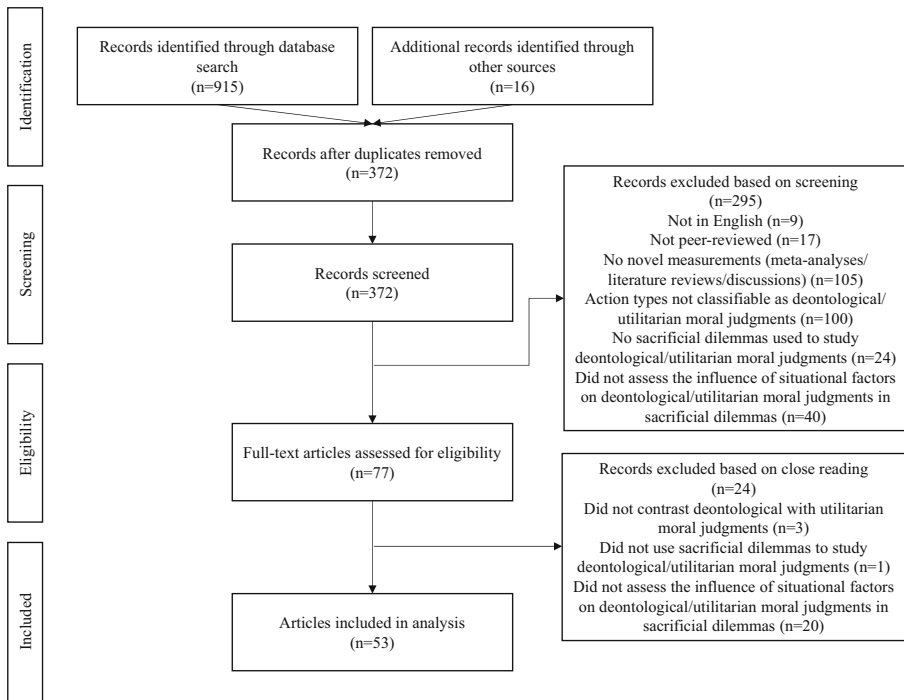 Identification
Records identified through database
search
(n=915)
Additional records identified through
other sources
(n=16)
Records after duplicates removed
(n=372)
Screening
Records screened
(n=372)
Records excluded based on screening
(n=295)
Not in English (n=9)
Not peer-reviewed (n=17)
No novel measurements (meta-analyses/
literature reviews/discussions) (n=105)
Action types not classifiable as deontological/
utilitarian moral judgments (n=100)
No sacrificial dilemmas used to study
deontological/utilitarian moral judgments (n=24)
Did not assess the influence of situational factors
on deontological/utilitarian moral judgments in
sacrificial dilemmas (n=40)
Eligibility
Full-text articles assessed for eligibility
(n=77)
Records excluded based on close reading
(n=24)
Did not contrast deontological with utilitarian
moral judgments (n=3)
Did not use sacrificial dilemmas to study
deontological/utilitarian moral judgments (n=1)
Did not assess the influence of situational factors
on deontological/utilitarian moral judgments in
sacrificial dilemmas (n=20)
Included
Articles included in analysis
(n=53)